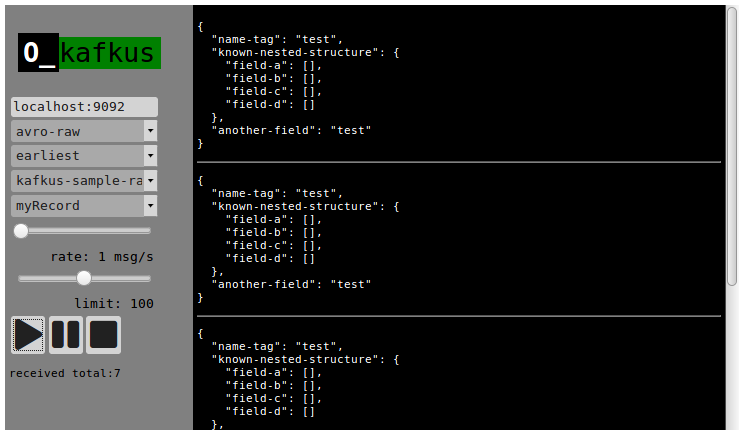 O_kafkus
localhost:9092
avro-raw
earliest
kafkus-sample-ra
myRecord
rate: 1 msg/s
limit: 100
received total:7
{
  "name-tag": "test",
  "known-nested-structure": {
    "field-a": [],
    "field-b": [],
    "field-c": [],
    "field-d": []
  },
  "another-field": "test"
}
{
  "name-tag": "test",
  "known-nested-structure": {
    "field-a": [],
    "field-b": [],
    "field-c": [],
    "field-d": []
  },
  "another-field": "test"
}
{
  "name-tag": "test",
  "known-nested-structure": {
    "field-a": [],
    "field-b": [],
    "field-c": [],
    "field-d": []
  },